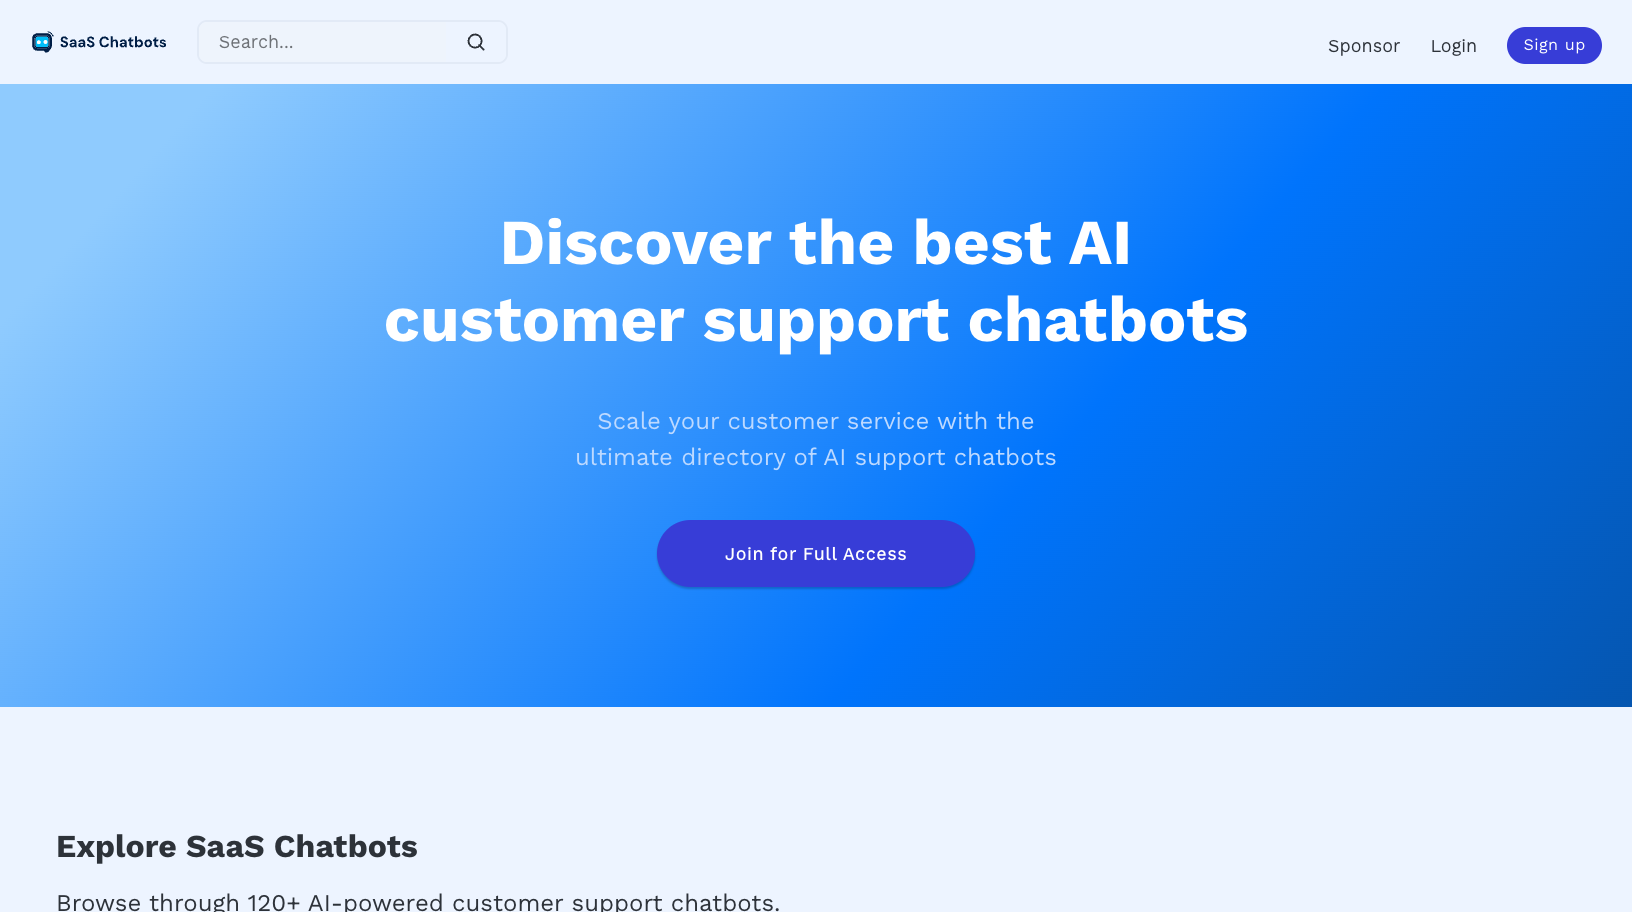 SaaS Chatbots
Search...
Sponsor
Login
Sign up
Discover the best AI
customer support chatbots
Scale your customer service with the
ultimate directory of AI support chatbots
Join for Full Access
Explore SaaS Chatbots
Browse through 120+ AI-powered customer support chatbots.